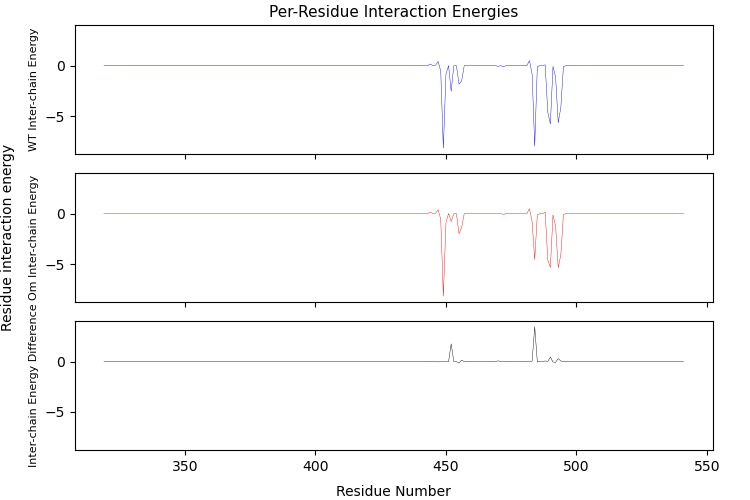 Per-Residue Interaction Energies
Residue interaction energy
WT Inter-chain Energy
0
−5
Om Inter-chain Energy
0
−5
Inter-chain Energy Difference
0
−5
350
400
450
500
550
Residue Number